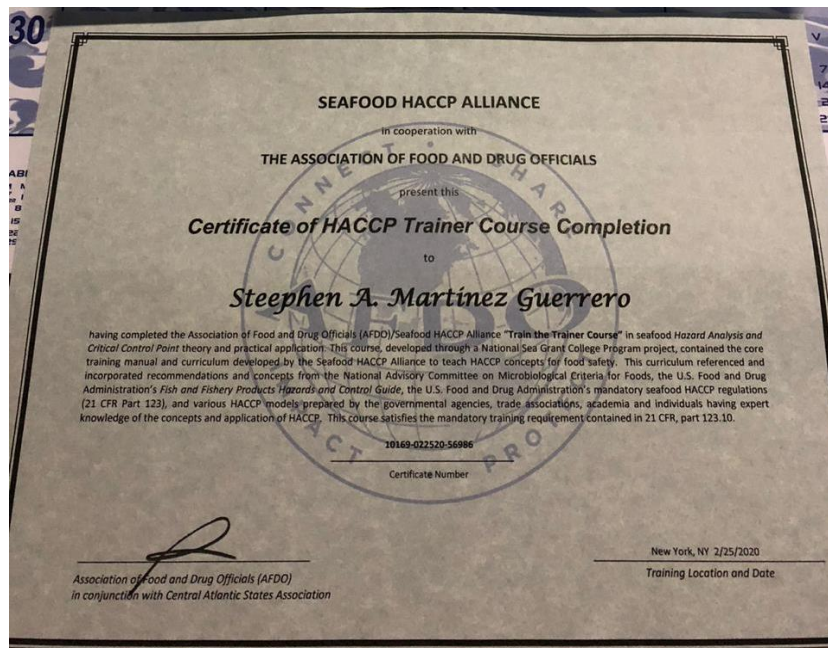 30
SEAFOOD HACCP ALLIANCE
in cooperation with
THE ASSOCIATION OF FOOD AND DRUG OFFICIALS
present this
Certificate of HACCP Trainer Course Completion
to
Steephen A. Martínez Guerrero
having completed the Association of Food and Drug Officials (AFDO)/Seafood HACCP Alliance "Train the Trainer Course" in seafood Hazard Analysis and
Critical Control Point theory and practical application. This course, developed through a National Sea Grant College Program project, contained the core
training manual and curriculum developed by the Seafood HACCP Alliance to teach HACCP concepts for food safety. This curriculum referenced and
incorporated recommendations and concepts from the National Advisory Committee on Microbiological Criteria for Foods, the U.S. Food and Drug
Administration's Fish and Fishery Products Hazards and Control Guide, the U.S. Food and Drug Administration's mandatory seafood HACCP regulations
(21 CFR Part 123), and various HACCP models prepared by the governmental agencies, trade associations, academia and individuals having expert
knowledge of the concepts and application of HACCP. This course satisfies the mandatory training requirement contained in 21 CFR, part 123.10.
10169-022520-56986
Certificate Number
New York, NY 2/25/2020
Training Location and Date
Association of Food and Drug Officials (AFDO)
in conjunction with Central Atlantic States Association
CONNECT • SHARE
AFDO
IMPACT